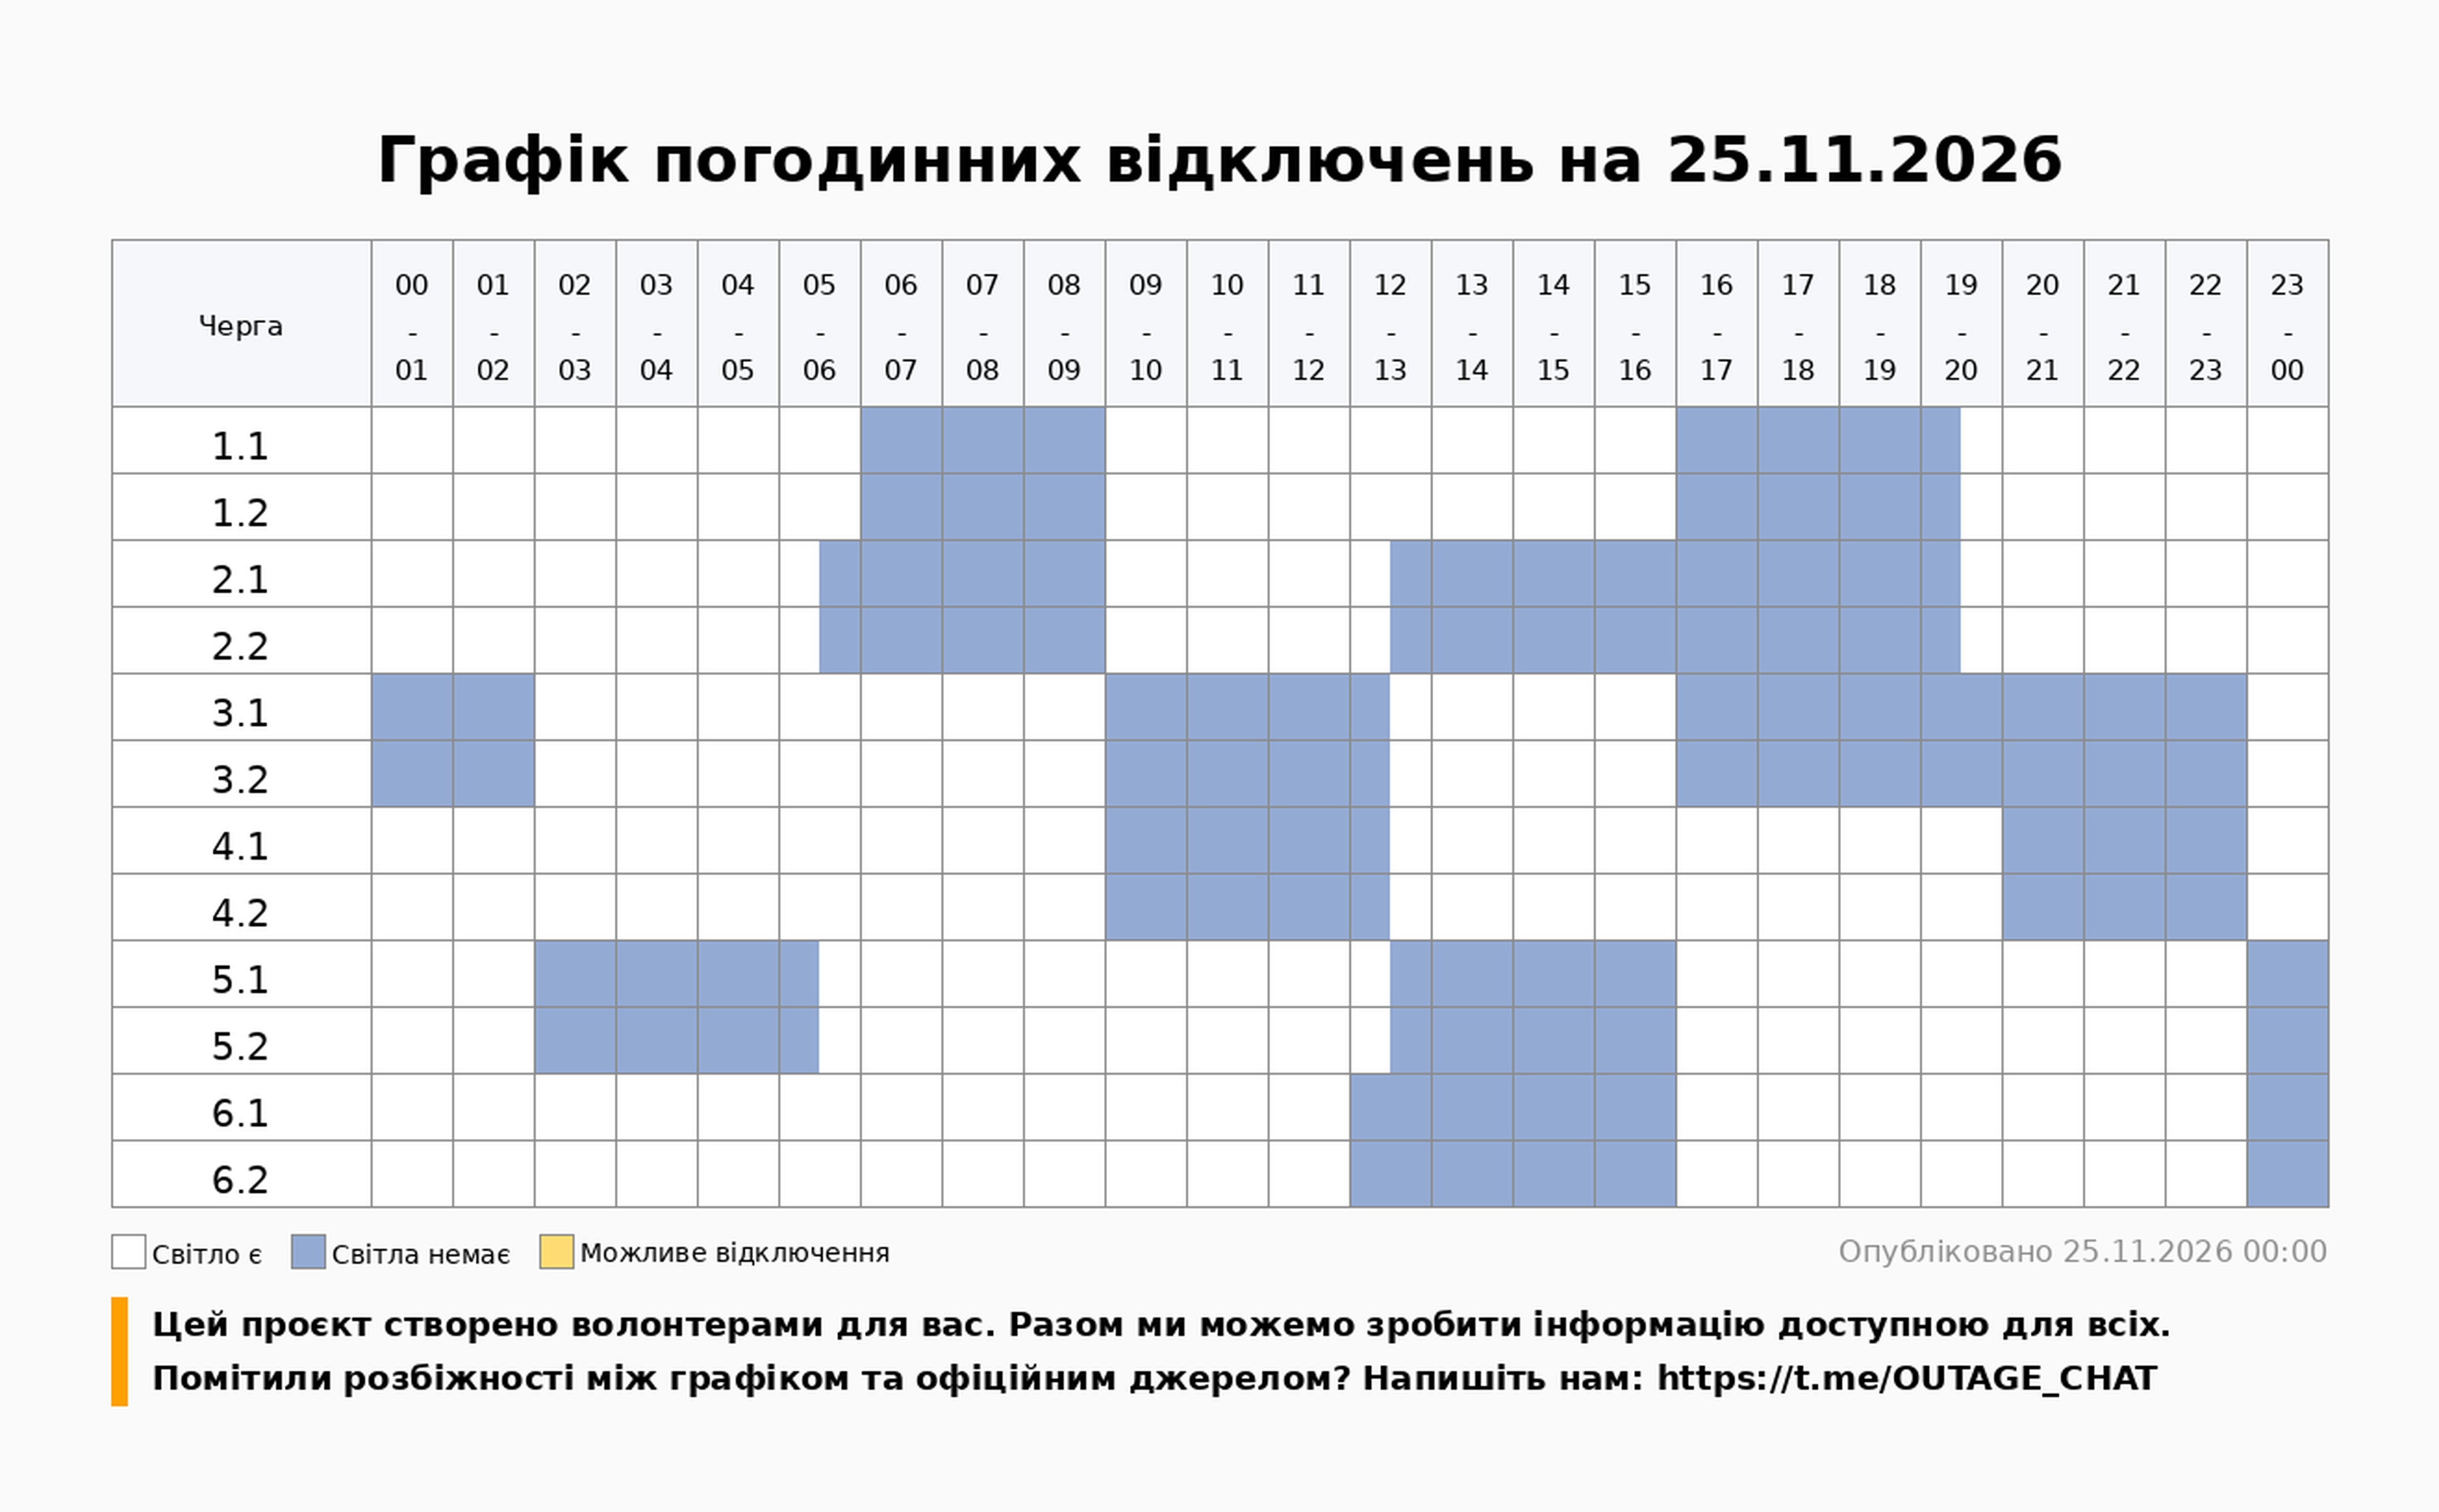 Графік погодинних відключень на 25.11.2026
Черга
00 - 01
01 - 02
02 - 03
03 - 04
04 - 05
05 - 06
06 - 07
07 - 08
08 - 09
09 - 10
10 - 11
11 - 12
12 - 13
13 - 14
14 - 15
15 - 16
16 - 17
17 - 18
18 - 19
19 - 20
20 - 21
21 - 22
22 - 23
23 - 00
1.1
1.2
2.1
2.2
3.1
3.2
4.1
4.2
5.1
5.2
6.1
6.2
Світло є
Світла немає
Можливе відключення
Опубліковано 25.11.2026 00:00
Цей проєкт створено волонтерами для вас. Разом ми можемо зробити інформацію доступною для всіх.
Помітили розбіжності між графіком та офіційним джерелом? Напишіть нам: https://t.me/OUTAGE_CHAT